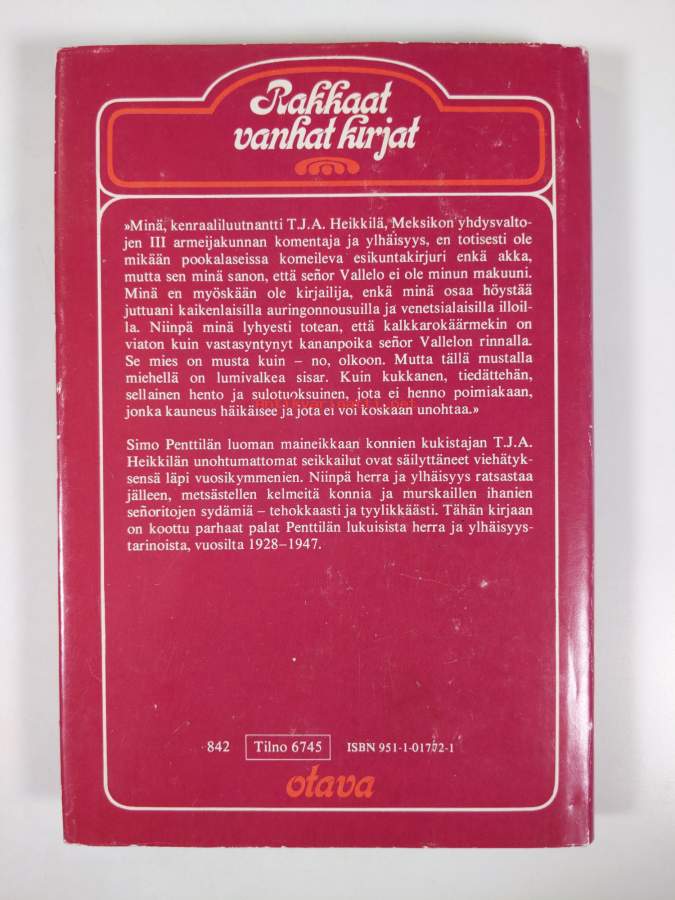 Rakkaat
vanhat kirjat
»Minä, kenraaliluutnantti T.J.A. Heikkilä, Meksikon yhdysvalto-
jen III armeijakunnan komentaja ja ylhäisyys, en totisesti ole
mikään pookalaseissa komeileva esikuntakirjuri enkä akka,
mutta sen minä sanon, että señor Vallelo ei ole minun makuuni.
Minä en myöskään ole kirjailija, enkä minä osaa höystää
juttuani kaikenlaisilla auringonnousuilla ja venetsialaisilla illoil-
la. Niinpä minä lyhyesti totean, että kalkkarokäärmekin on
viaton kuin vastasyntynyt kananpoika señor Vallelon rinnalla.
Se mies on musta kuin – no, olkoon. Mutta tällä mustalla
miehellä on lumivalkea sisar. Kuin kukkanen, tiedättehän,
sellainen hento ja sulotuoksuinen, jota ei henno poimiakaan,
jonka kauneus häikäisee ja jota ei voi koskaan unohtaa.»
Simo Penttilän luoman maineikkaan konnien kukistajan T.J.A.
Heikkilän unohtumattomat seikkailut ovat säilyttäneet viehätyk-
sensä läpi vuosikymmenien. Niinpä herra ja ylhäisyys ratsastaa
jälleen, metsästellen kelmeitä konnia ja murskaillen ihanien
señoritojen sydämiä – tehokkaasti ja tyylikkäästi. Tähän kirjaan
on koottu parhaat palat Penttilän lukuisista herra ja ylhäisyys-
tarinoista, vuosilta 1928–1947.
842 Tilno 6745 ISBN 951-1-01772-1
otava